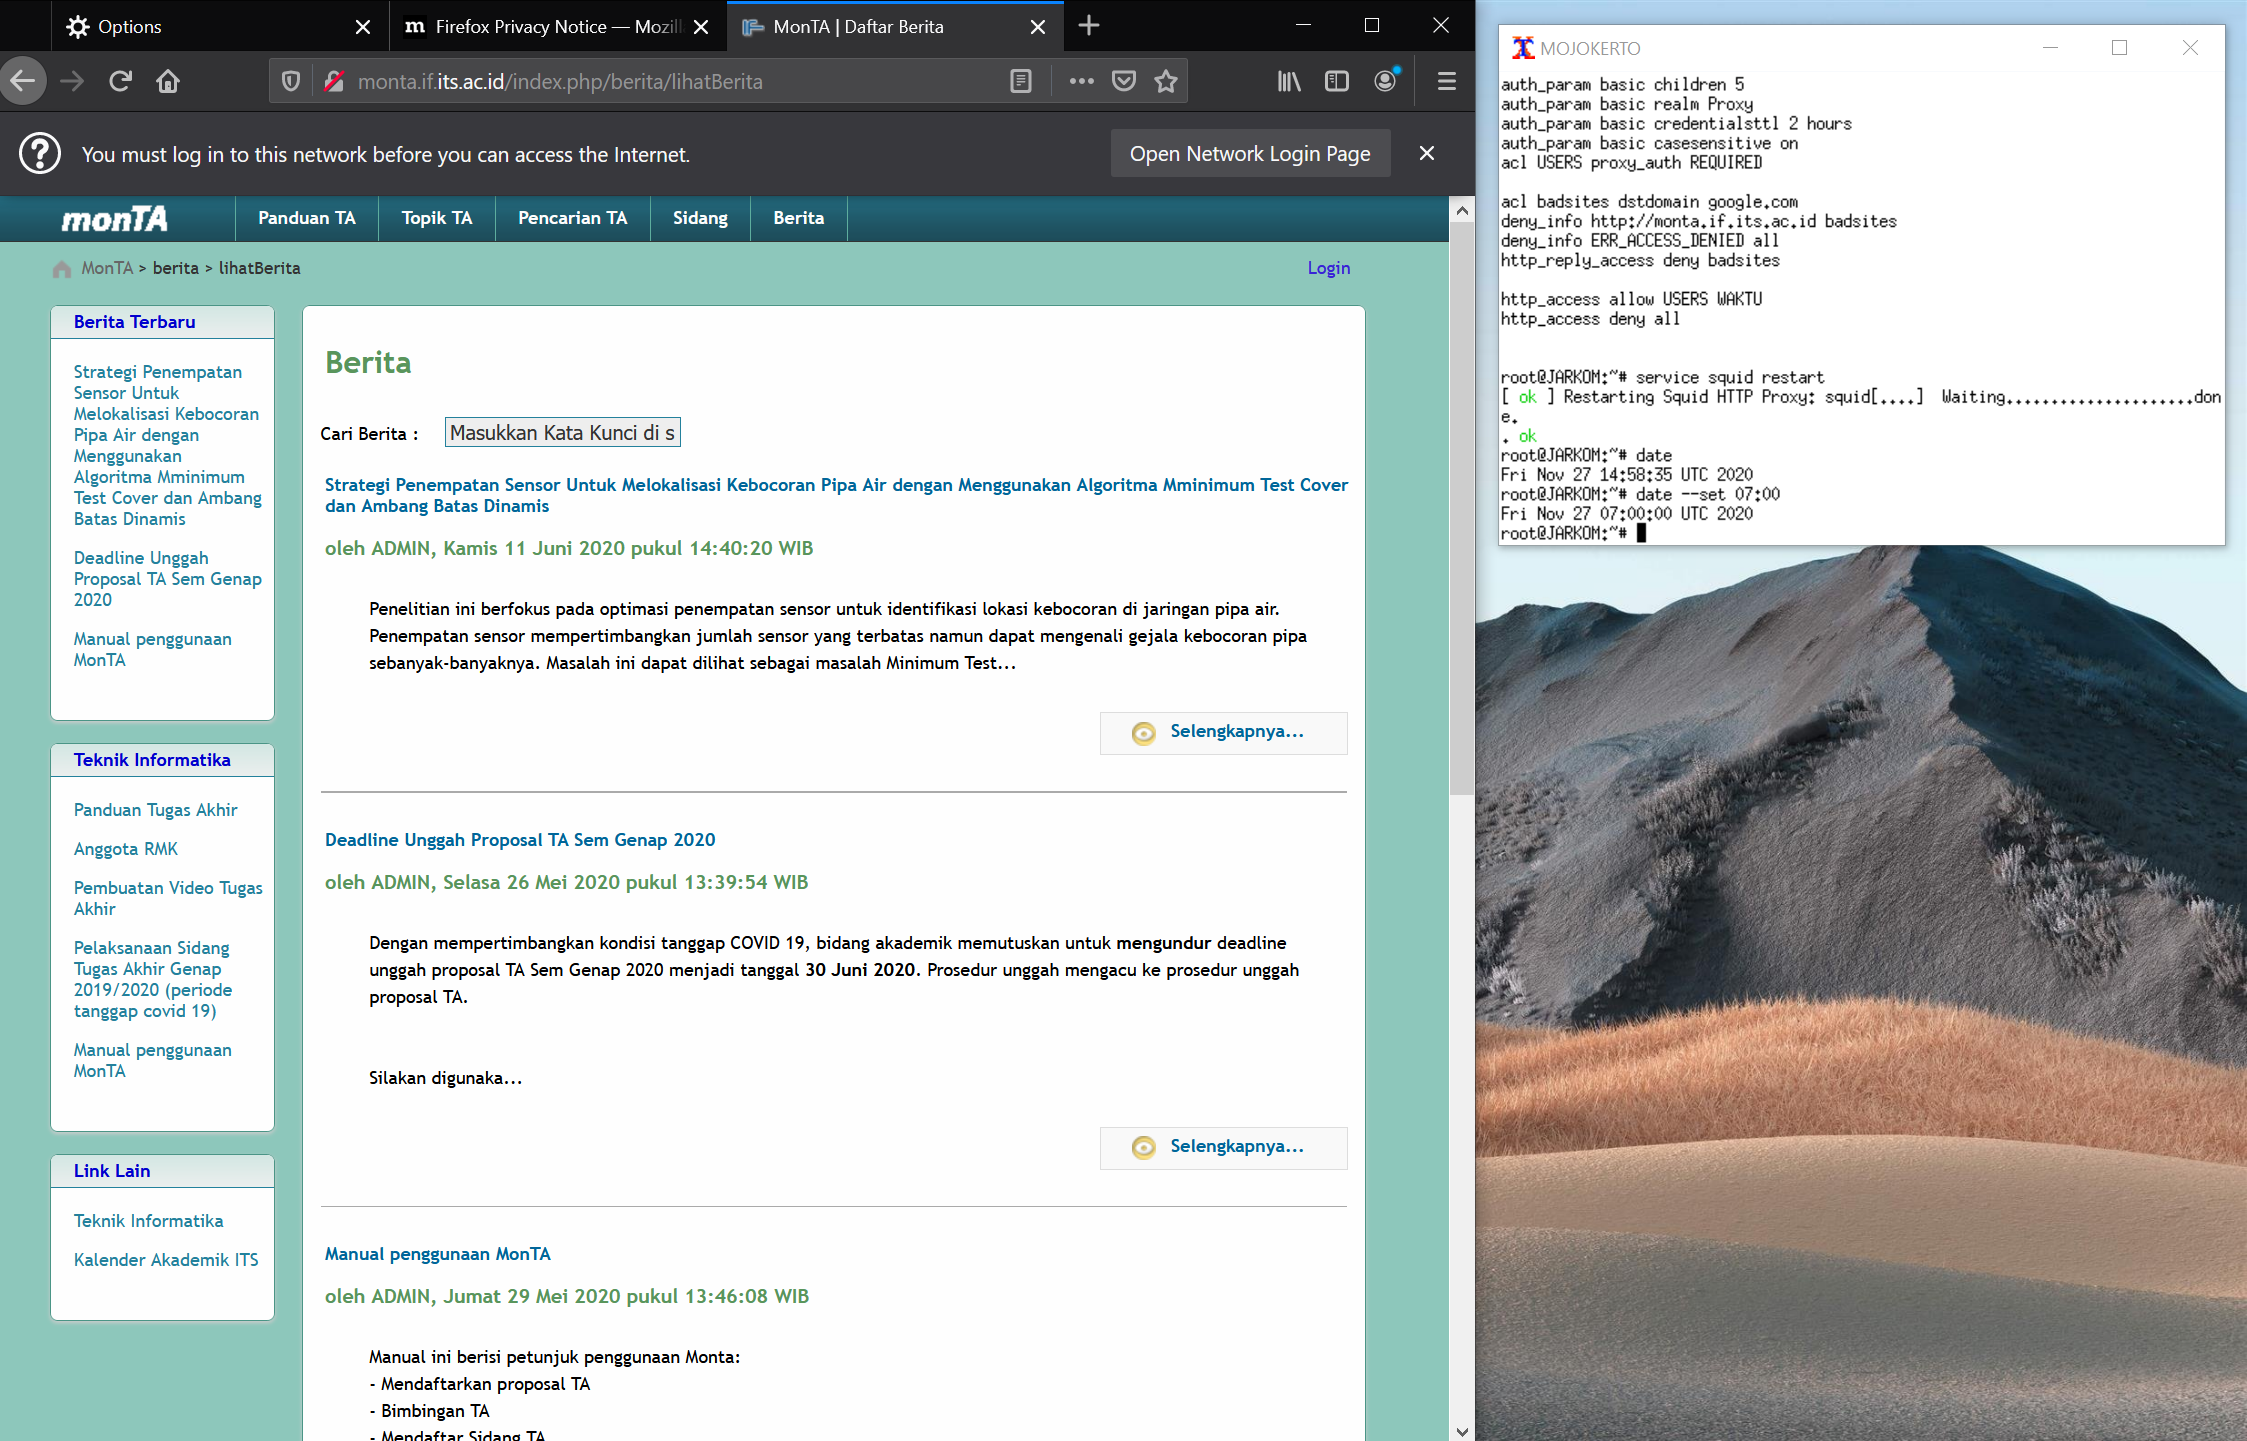 Options
Firefox Privacy Notice — Mozill
MonTA | Daftar Berita
monta.if.its.ac.id/index.php/berita/lihatBerita
You must log in to this network before you can access the Internet.
Open Network Login Page
monTA
Panduan TA
Topik TA
Pencarian TA
Sidang
Berita
MonTA > berita > lihatBerita
Login
Berita Terbaru
Strategi Penempatan
Sensor Untuk
Melokalisasi Kebocoran
Pipa Air dengan
Menggunakan
Algoritma Mminimum
Test Cover dan Ambang
Batas Dinamis
Deadline Unggah
Proposal TA Sem Genap
2020
Manual penggunaan
MonTA
Teknik Informatika
Panduan Tugas Akhir
Anggota RMK
Pembuatan Video Tugas
Akhir
Pelaksanaan Sidang
Tugas Akhir Genap
2019/2020 (periode
tanggap covid 19)
Manual penggunaan
MonTA
Link Lain
Teknik Informatika
Kalender Akademik ITS
Berita
Cari Berita :
Masukkan Kata Kunci di s
Strategi Penempatan Sensor Untuk Melokalisasi Kebocoran Pipa Air dengan Menggunakan Algoritma Mminimum Test Cover
dan Ambang Batas Dinamis
oleh ADMIN, Kamis 11 Juni 2020 pukul 14:40:20 WIB
Penelitian ini berfokus pada optimasi penempatan sensor untuk identifikasi lokasi kebocoran di jaringan pipa air.
Penempatan sensor mempertimbangkan jumlah sensor yang terbatas namun dapat mengenali gejala kebocoran pipa
sebanyak-banyaknya. Masalah ini dapat dilihat sebagai masalah Minimum Test...
Selengkapnya...
Deadline Unggah Proposal TA Sem Genap 2020
oleh ADMIN, Selasa 26 Mei 2020 pukul 13:39:54 WIB
Dengan mempertimbangkan kondisi tanggap COVID 19, bidang akademik memutuskan untuk mengundur deadline
unggah proposal TA Sem Genap 2020 menjadi tanggal 30 Juni 2020. Prosedur unggah mengacu ke prosedur unggah
proposal TA.
Silakan digunaka...
Selengkapnya...
Manual penggunaan MonTA
oleh ADMIN, Jumat 29 Mei 2020 pukul 13:46:08 WIB
Manual ini berisi petunjuk penggunaan Monta:
- Mendaftarkan proposal TA
- Bimbingan TA
- Mendaftar Sidang TA
MOJOKERTO
auth_param basic children 5
auth_param basic realm Proxy
auth_param basic credentialsttl 2 hours
auth_param basic casesensitive on
acl USERS proxy_auth REQUIRED
acl badsites dstdomain google.com
deny_info http://monta.if.its.ac.id badsites
deny_info ERR_ACCESS_DENIED all
http_reply_access deny badsites
http_access allow USERS WAKTU
http_access deny all
root@JARKOM:~# service squid restart
[ ok ] Restarting Squid HTTP Proxy: squid[....]  Waiting.....................don
e.
. ok
root@JARKOM:~# date
Fri Nov 27 14:58:35 UTC 2020
root@JARKOM:~# date --set 07:00
Fri Nov 27 07:00:00 UTC 2020
root@JARKOM:~#